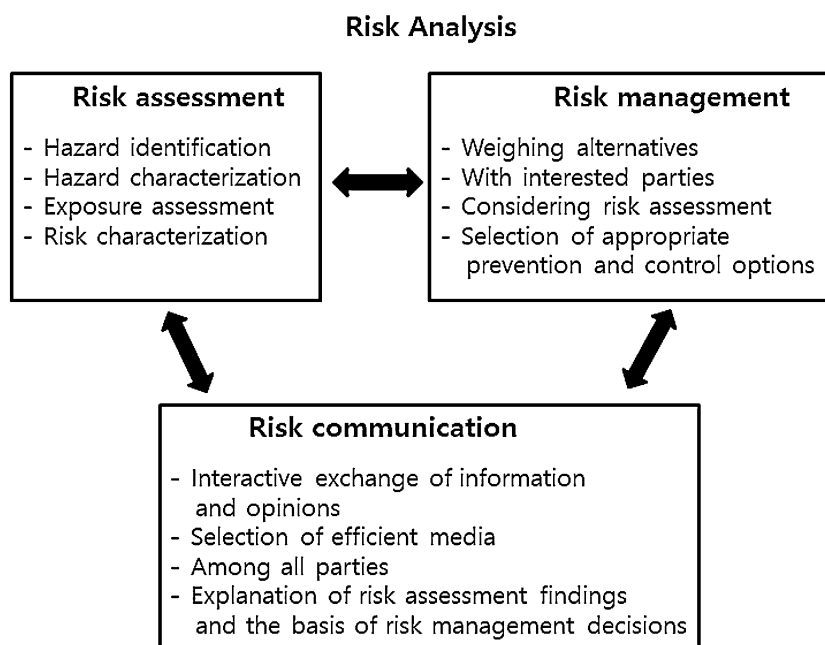 Risk Analysis
Risk assessment
- Hazard identification
- Hazard characterization
- Exposure assessment
- Risk characterization
Risk management
- Weighing alternatives
- With interested parties
- Considering risk assessment
- Selection of appropriate
prevention and control options
Risk communication
- Interactive exchange of information
and opinions
- Selection of efficient media
- Among all parties
- Explanation of risk assessment findings
and the basis of risk management decisions